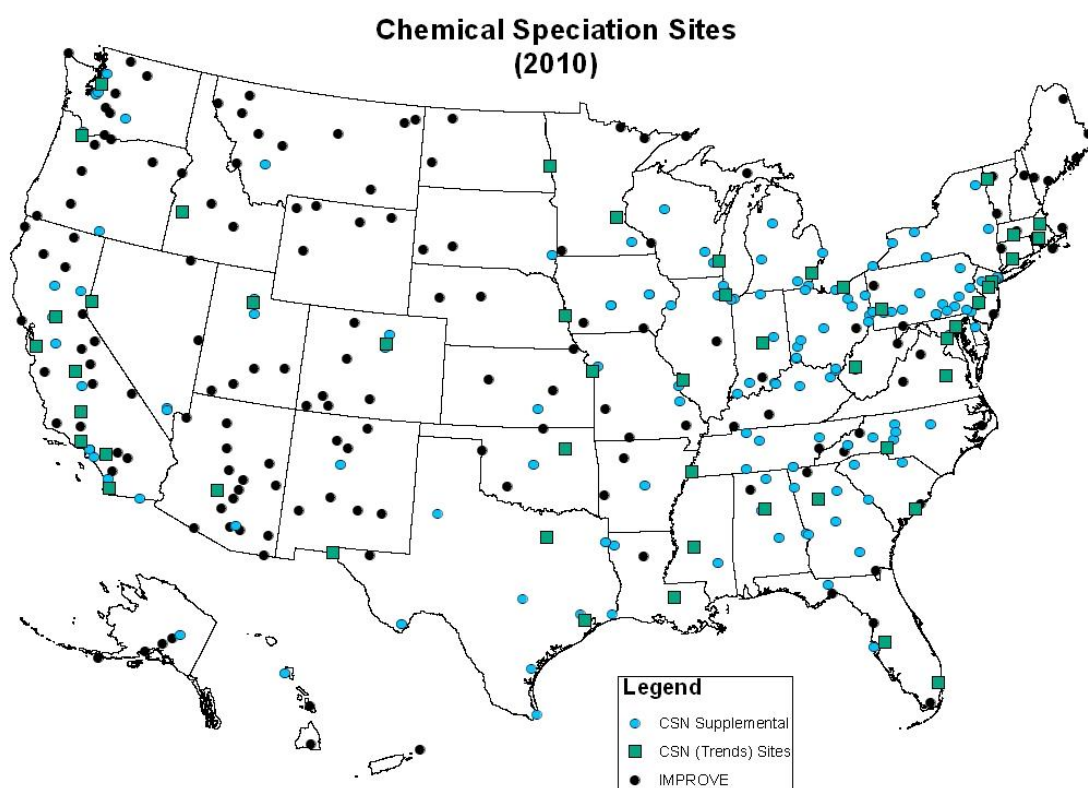 Chemical Speciation Sites
(2010)
Legend
CSN Supplemental
CSN (Trends) Sites
IMPROVE